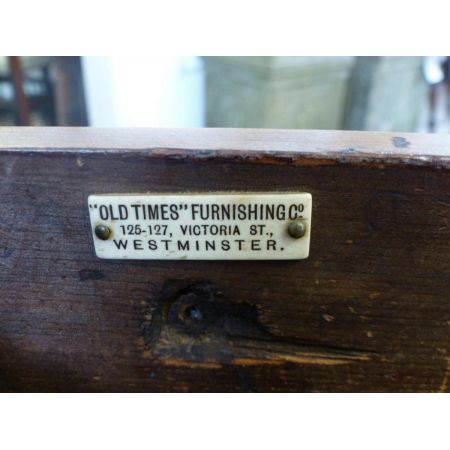 "OLD TIMES" FURNISHING Cº
125-127, VICTORIA ST.,
WESTMINSTER.